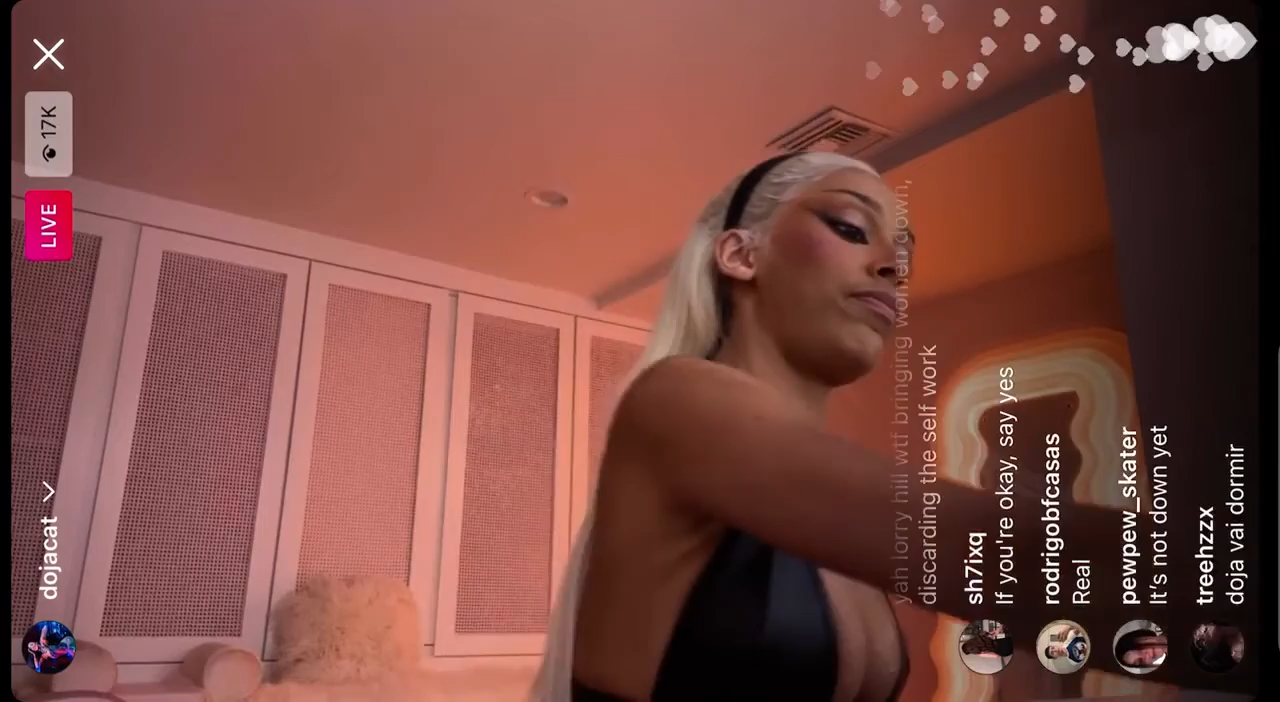 dojacat
LIVE
17K
yah lorry hill wtf bringing women down,
discarding the self work
sh7ixq
If you're okay, say yes
rodrigobfcasas
Real
pewpew_skater
It's not down yet
treehzzx
doja vai dormir